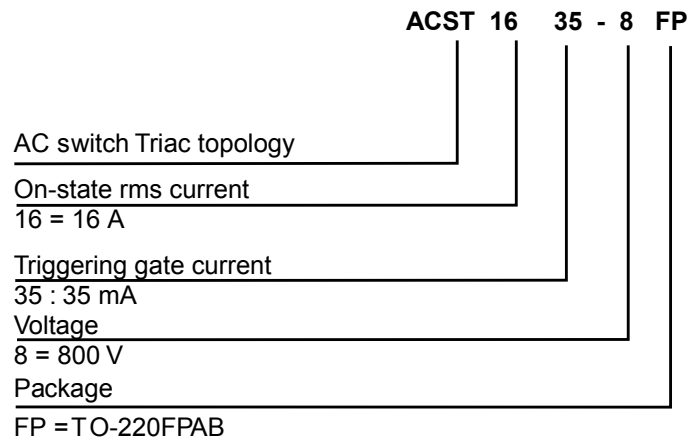 ACST 16 35 - 8 FP
AC switch Triac topology
On-state rms current
16 = 16 A
Triggering gate current
35 : 35 mA
Voltage
8 = 800 V
Package
FP =TO-220FPAB